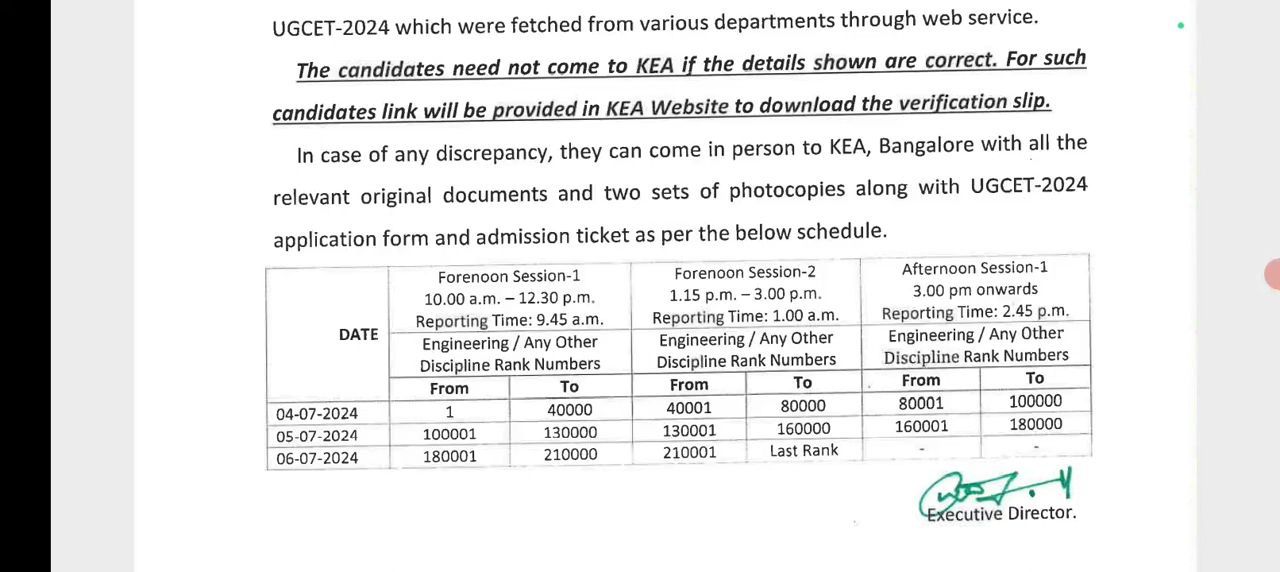 UGCET-2024 which were fetched from various departments through web service.
The candidates need not come to KEA if the details shown are correct. For such
candidates link will be provided in KEA Website to download the verification slip.
In case of any discrepancy, they can come in person to KEA, Bangalore with all the
relevant original documents and two sets of photocopies along with UGCET-2024
application form and admission ticket as per the below schedule.
DATE
Forenoon Session-1
10.00 a.m. – 12.30 p.m.
Reporting Time: 9.45 a.m.
Forenoon Session-2
1.15 p.m. – 3.00 p.m.
Reporting Time: 1.00 a.m.
Afternoon Session-1
3.00 pm onwards
Reporting Time: 2.45 p.m.
Engineering / Any Other
Discipline Rank Numbers
Engineering / Any Other
Discipline Rank Numbers
Engineering / Any Other
Discipline Rank Numbers
From To From To From To
04-07-2024 1 40000 40001 80000 80001 100000
05-07-2024 100001 130000 130001 160000 160001 180000
06-07-2024 180001 210000 210001 Last Rank - -
Executive Director.